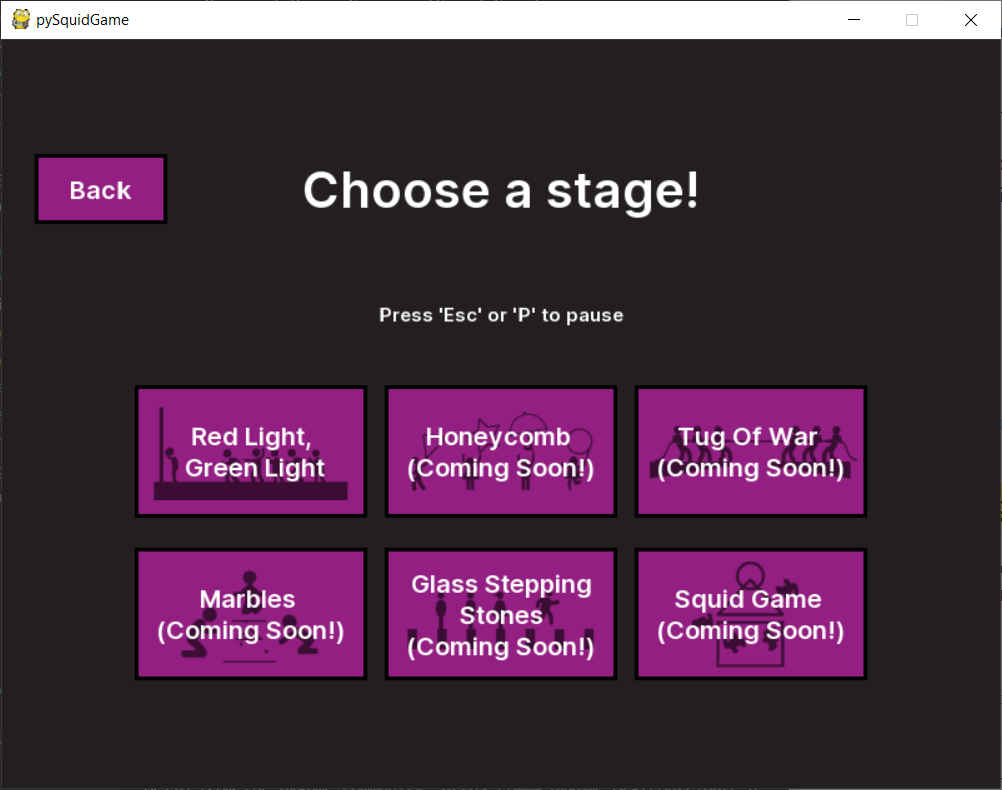 pySquidGame
Back
Choose a stage!
Press 'Esc' or 'P' to pause
Red Light,
Green Light
Honeycomb
(Coming Soon!)
Tug Of War
(Coming Soon!)
Marbles
(Coming Soon!)
Glass Stepping
Stones
(Coming Soon!)
Squid Game
(Coming Soon!)